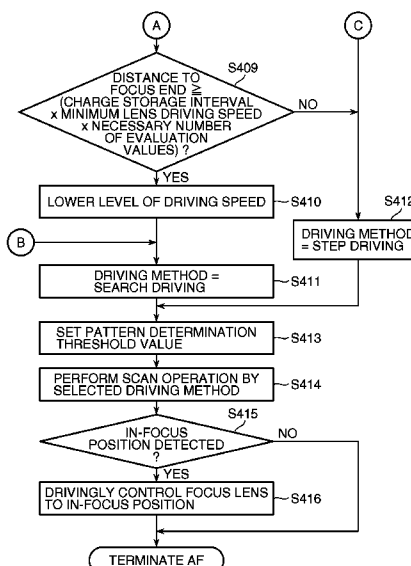 A
C
S409
DISTANCE TO
FOCUS END ≧
(CHARGE STORAGE INTERVAL
x MINIMUM LENS DRIVING SPEED
x NECESSARY NUMBER
OF EVALUATION
VALUES) ?
NO
YES
LOWER LEVEL OF DRIVING SPEED
S410
S412
DRIVING METHOD
= STEP DRIVING
B
DRIVING METHOD =
SEARCH DRIVING
S411
SET PATTERN DETERMINATION
THRESHOLD VALUE
S413
PERFORM SCAN OPERATION BY
SELECTED DRIVING METHOD
S414
S415
IN-FOCUS
POSITION DETECTED
?
NO
YES
DRIVINGLY CONTROL FOCUS LENS
TO IN-FOCUS POSITION
S416
TERMINATE AF